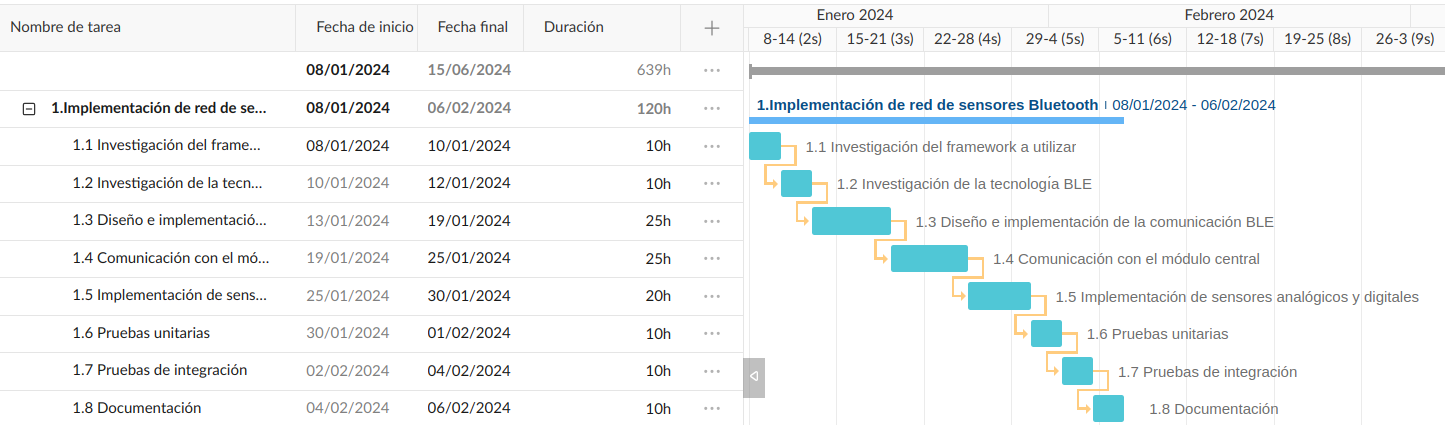 Nombre de tarea Fecha de inicio Fecha final Duración
Enero 2024 Febrero 2024
8-14 (2s) 15-21 (3s) 22-28 (4s) 29-4 (5s) 5-11 (6s) 12-18 (7s) 19-25 (8s) 26-3 (9s)
08/01/2024 15/06/2024 639h ...
1.Implementación de red de se... 08/01/2024 06/02/2024 120h ... 1.Implementación de red de sensores Bluetooth 08/01/2024 - 06/02/2024
1.1 Investigación del frame... 08/01/2024 10/01/2024 10h ... 1.1 Investigación del framework a utilizar
1.2 Investigación de la tecn... 10/01/2024 12/01/2024 10h ... 1.2 Investigación de la tecnología BLE
1.3 Diseño e implementació... 13/01/2024 19/01/2024 25h ... 1.3 Diseño e implementación de la comunicación BLE
1.4 Comunicación con el mó... 19/01/2024 25/01/2024 25h ... 1.4 Comunicación con el módulo central
1.5 Implementación de sens... 25/01/2024 30/01/2024 20h ... 1.5 Implementación de sensores analógicos y digitales
1.6 Pruebas unitarias 30/01/2024 01/02/2024 10h ... 1.6 Pruebas unitarias
1.7 Pruebas de integración 02/02/2024 04/02/2024 10h ... 1.7 Pruebas de integración
1.8 Documentación 04/02/2024 06/02/2024 10h ... 1.8 Documentación